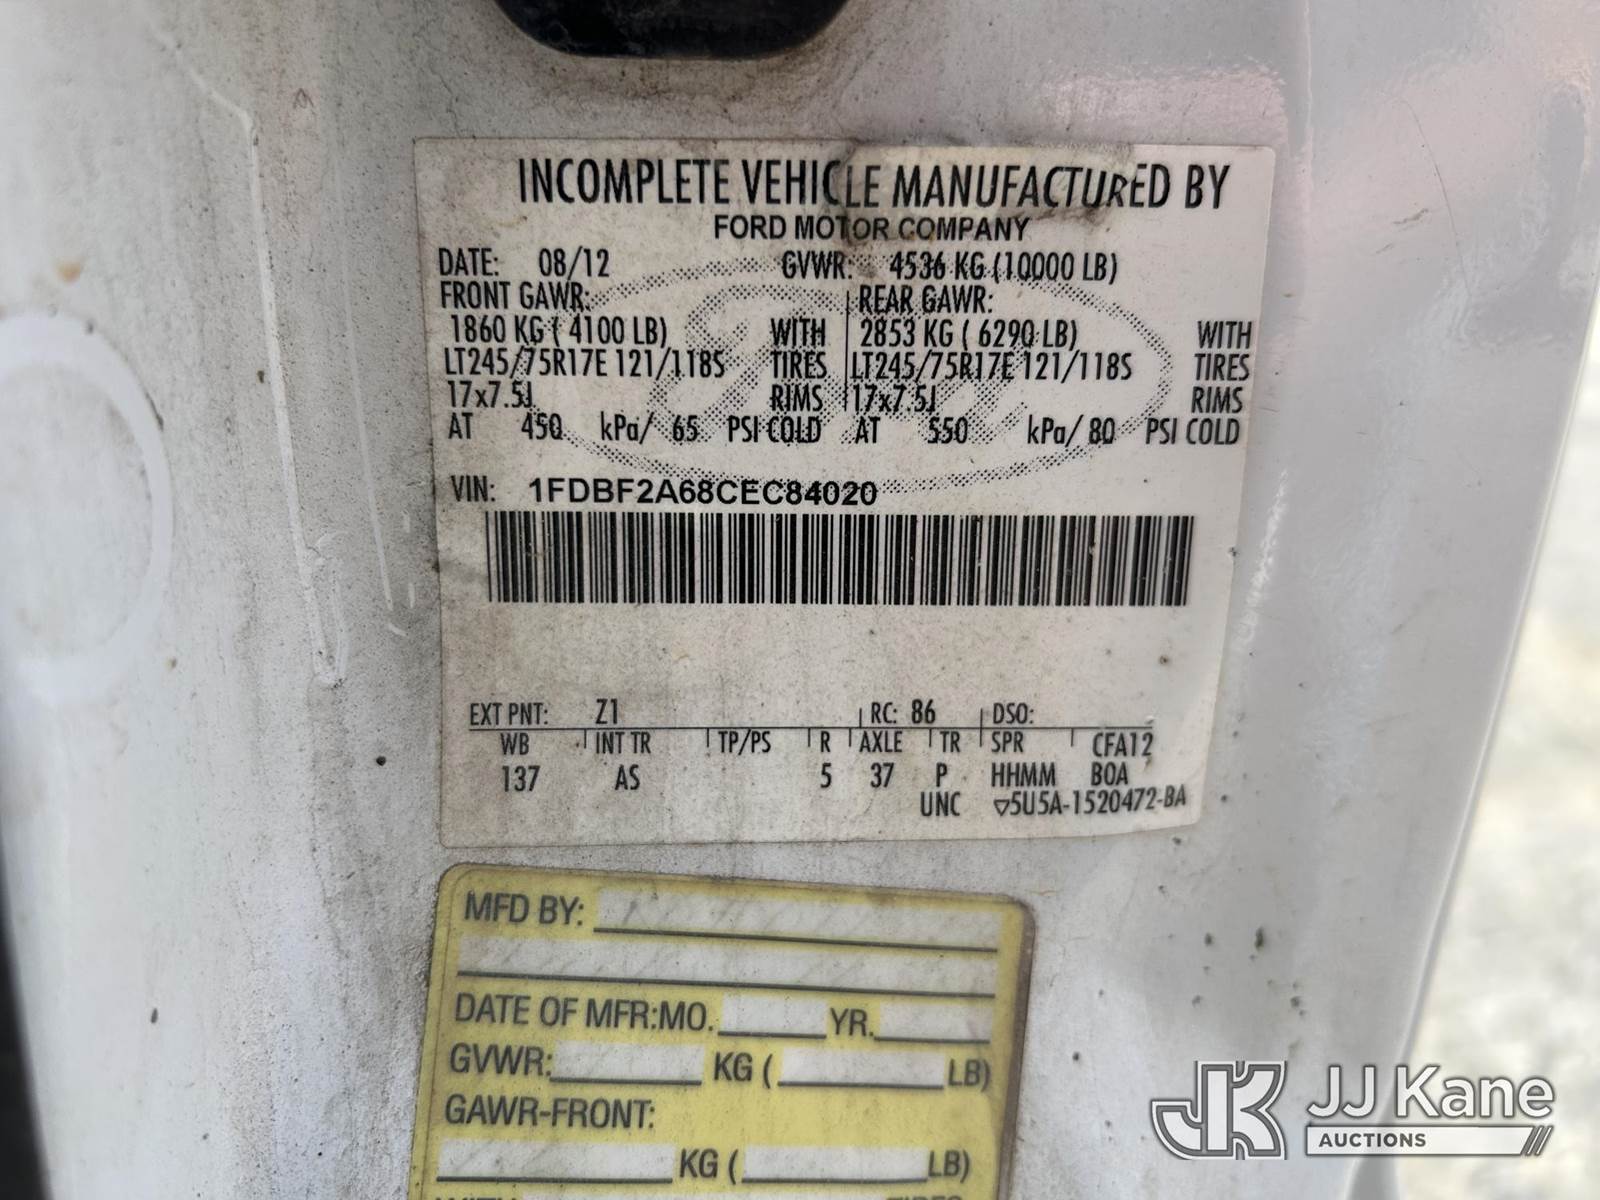 INCOMPLETE VEHICLE MANUFACTURED BY
FORD MOTOR COMPANY
DATE: 08/12 GVWR: 4536 KG (10000 LB)
FRONT GAWR: REAR GAWR:
1860 KG ( 4100 LB) WITH 2853 KG ( 6290 LB) WITH
LT245/75R17E 121/118S TIRES LT245/75R17E 121/118S TIRES
17x7.5J RIMS 17x7.5J RIMS
AT 450 kPa/ 65 PSI COLD AT 550 kPa/ 80 PSI COLD
VIN: 1FDBF2A68CEC84020
EXT PNT: Z1 RC: 86 DSO:
WB INT TR TP/PS R AXLE TR SPR CFA12
137 AS 5 37 P HHMM BOA
UNC ▽5U5A-1520472-BA
MFD BY:
DATE OF MFR:MO. YR.
GVWR: KG ( LB)
GAWR-FRONT:
KG ( LB)
WITH TIRES
JK JJ Kane
AUCTIONS